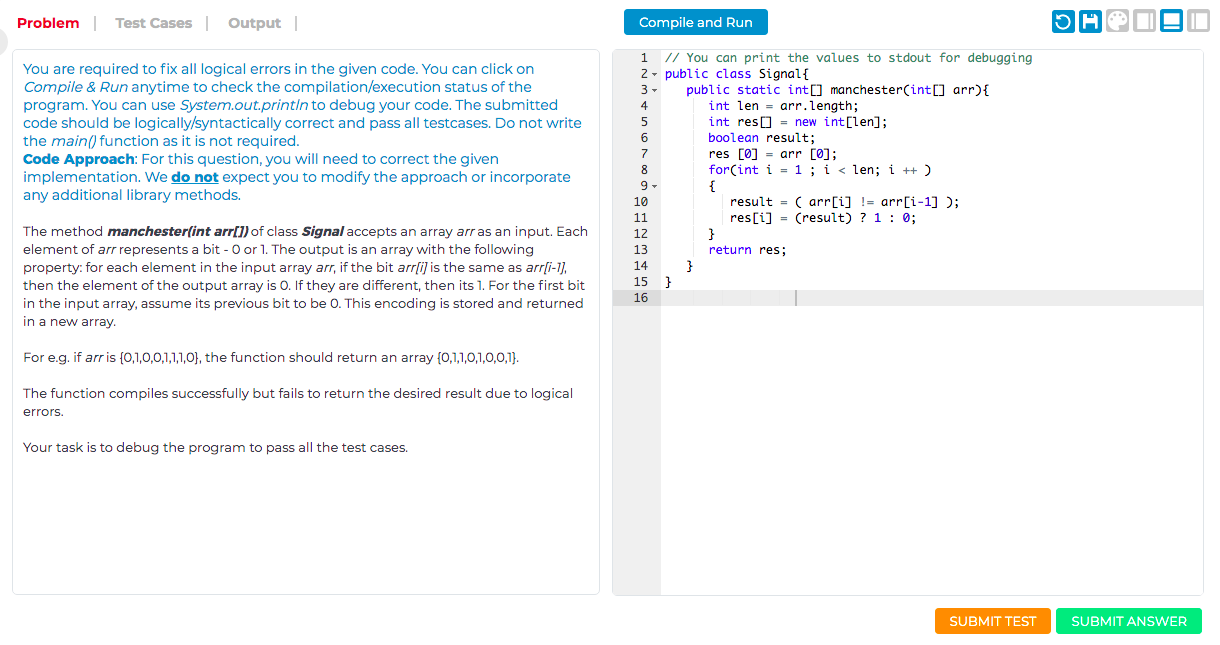 Problem | Test Cases | Output |
Compile and Run
You are required to fix all logical errors in the given code. You can click on
Compile & Run anytime to check the compilation/execution status of the
program. You can use System.out.println to debug your code. The submitted
code should be logically/syntactically correct and pass all testcases. Do not write
the main() function as it is not required.
Code Approach: For this question, you will need to correct the given
implementation. We do not expect you to modify the approach or incorporate
any additional library methods.
The method manchester(int arr[]) of class Signal accepts an array arr as an input. Each
element of arr represents a bit - 0 or 1. The output is an array with the following
property: for each element in the input array arr, if the bit arr[i] is the same as arr[i-1],
then the element of the output array is 0. If they are different, then its 1. For the first bit
in the input array, assume its previous bit to be 0. This encoding is stored and returned
in a new array.
For e.g. if arr is {0,1,0,0,1,1,1,0}, the function should return an array {0,1,1,0,1,0,0,1}.
The function compiles successfully but fails to return the desired result due to logical
errors.
Your task is to debug the program to pass all the test cases.
1 // You can print the values to stdout for debugging
2 public class Signal{
3 public static int[] manchester(int[] arr){
4 int len = arr.length;
5 int res[] = new int[len];
6 boolean result;
7 res [0] = arr [0];
8 for(int i = 1 ; i < len; i ++ )
9 {
10 result = ( arr[i] != arr[i-1] );
11 res[i] = (result) ? 1 : 0;
12 }
13 return res;
14 }
15 }
16
SUBMIT TEST
SUBMIT ANSWER